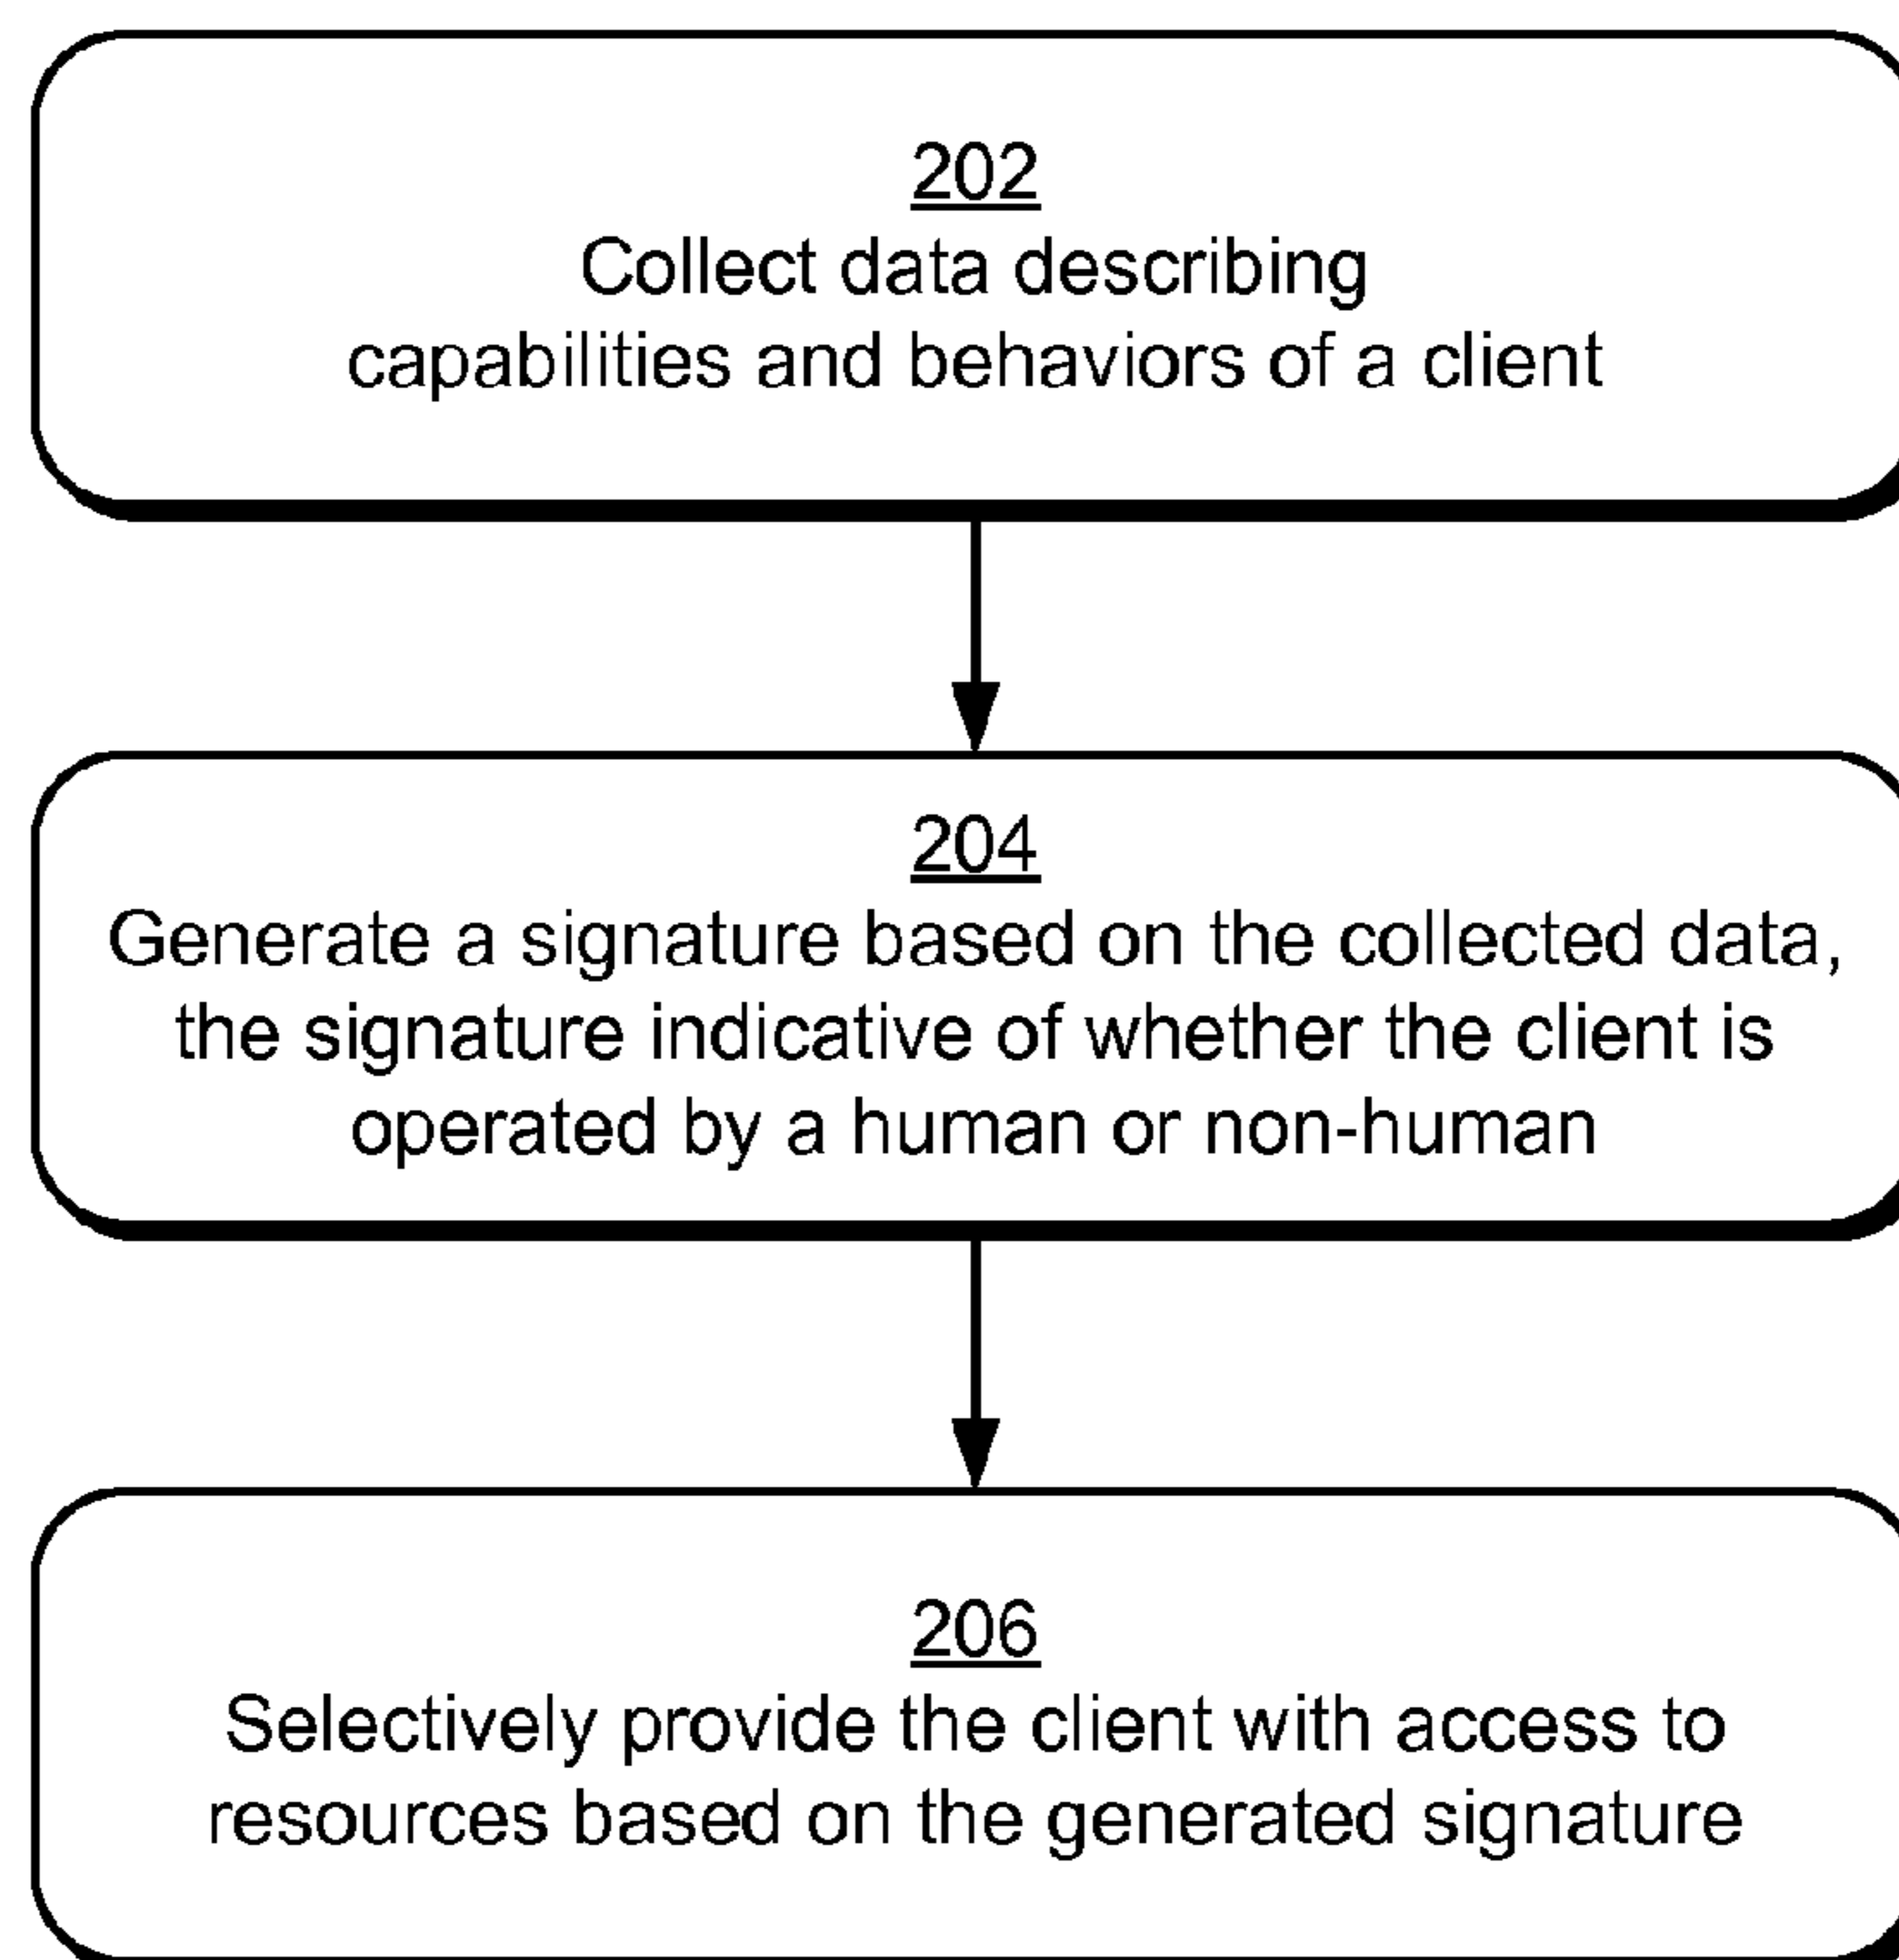 202
Collect data describing
capabilities and behaviors of a client
204
Generate a signature based on the collected data,
the signature indicative of whether the client is
operated by a human or non-human
206
Selectively provide the client with access to
resources based on the generated signature